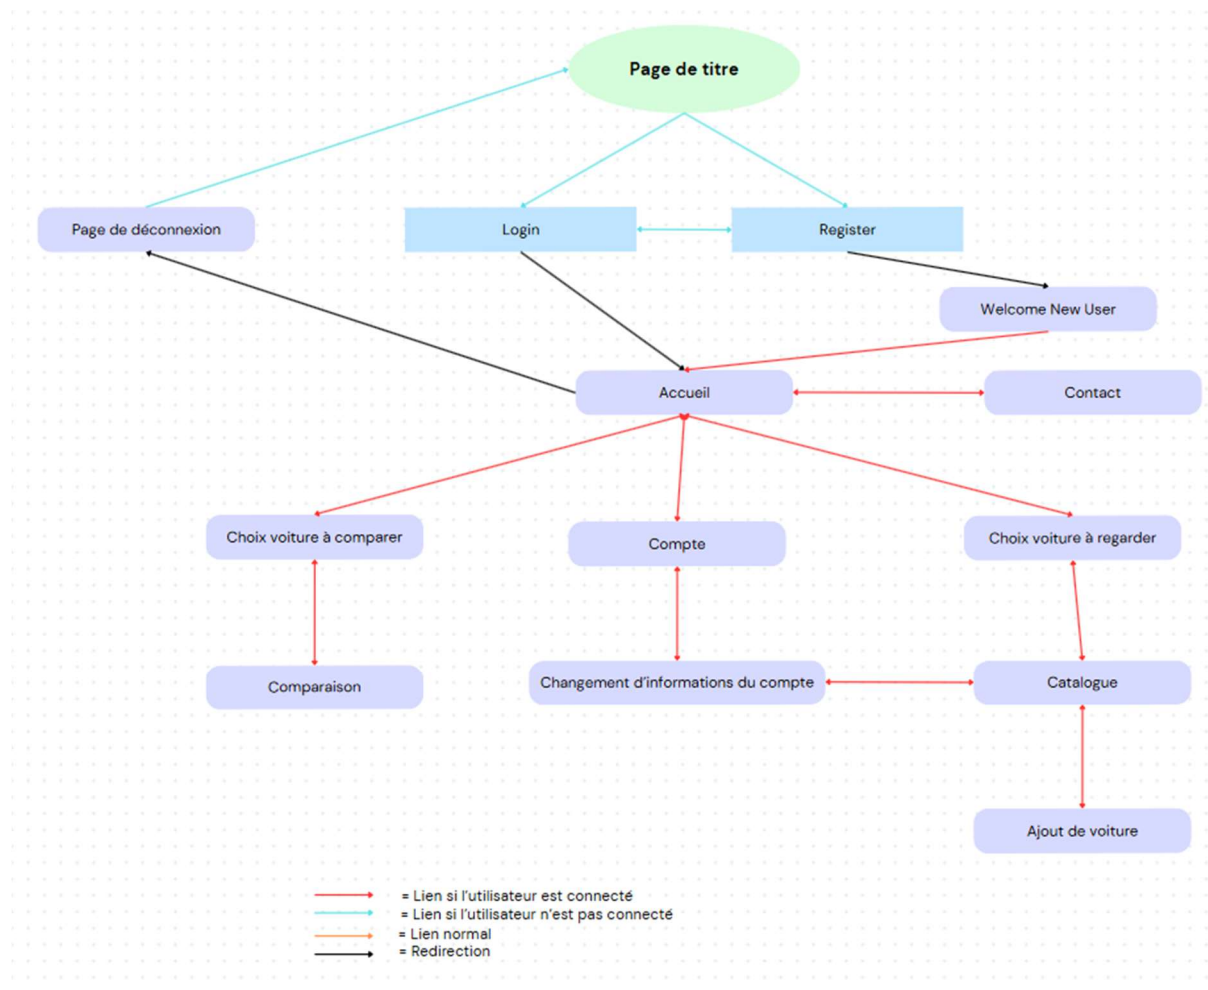 Page de titre
Page de déconnexion
Login
Register
Welcome New User
Accueil
Contact
Choix voiture à comparer
Compte
Choix voiture à regarder
Comparaison
Changement d'informations du compte
Catalogue
Ajout de voiture
= Lien si l'utilisateur est connecté
= Lien si l'utilisateur n'est pas connecté
= Lien normal
= Redirection